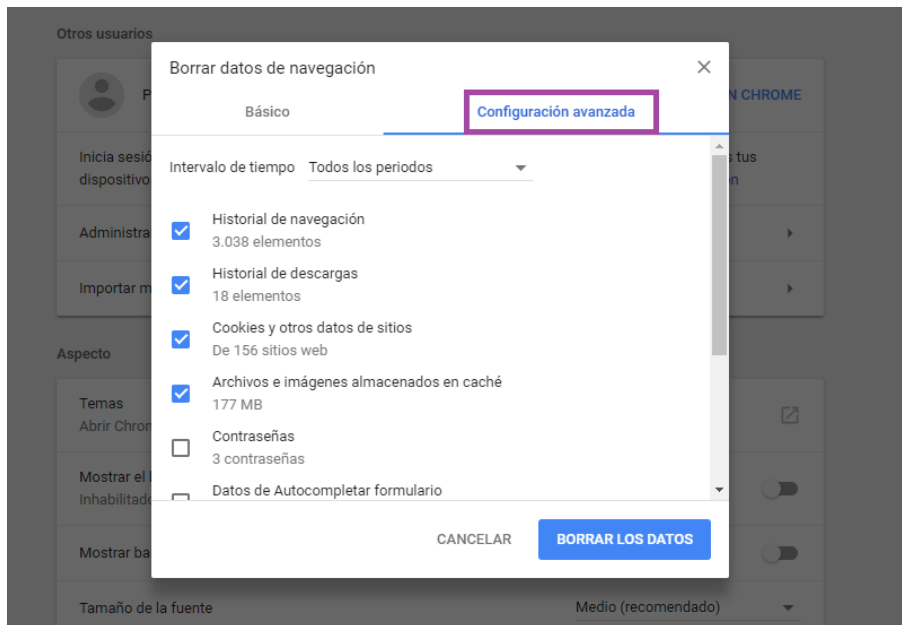 Otros usuarios
Borrar datos de navegación
P
N CHROME
Básico
Configuración avanzada
Inicia sesió
s tus
dispositivo
n
Intervalo de tiempo Todos los periodos
Administra
Historial de navegación
3.038 elementos
Importar m
Historial de descargas
18 elementos
Cookies y otros datos de sitios
De 156 sitios web
Aspecto
Archivos e imágenes almacenados en caché
177 MB
Temas
Abrir Chron
Contraseñas
3 contraseñas
Mostrar el
Inhabilitado
Datos de Autocompletar formulario
CANCELAR
BORRAR LOS DATOS
Mostrar ba
Tamaño de la fuente
Medio (recomendado)